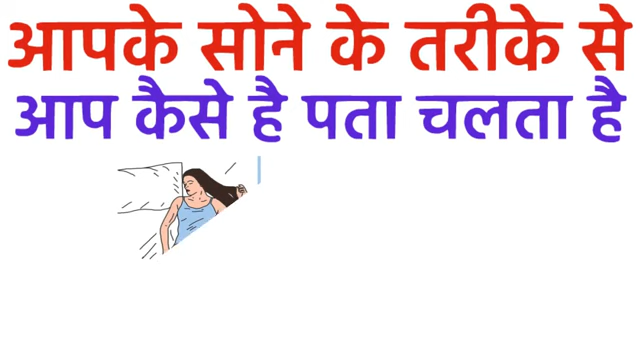 आपके सोने के तरीके से
आप कैसे है पता चलता है